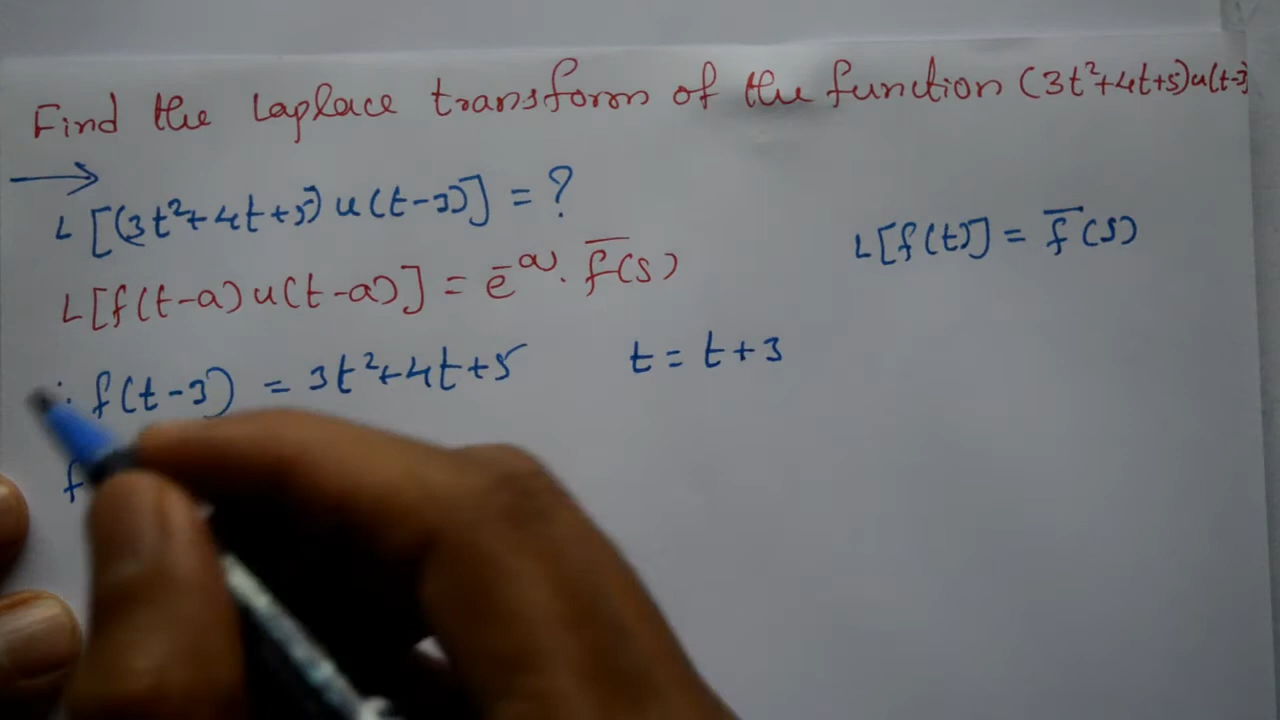 Find the Laplace transform of the function (3t²+4t+5)u(t-3)
L[(3t²+4t+5) u(t-3)] = ?
L[f(t)] = f̅(s)
L[f(t-a)u(t-a)] = e⁻ᵃˢ. f̅(s)
∴ f(t-3) = 3t²+4t+5 t = t+3
f